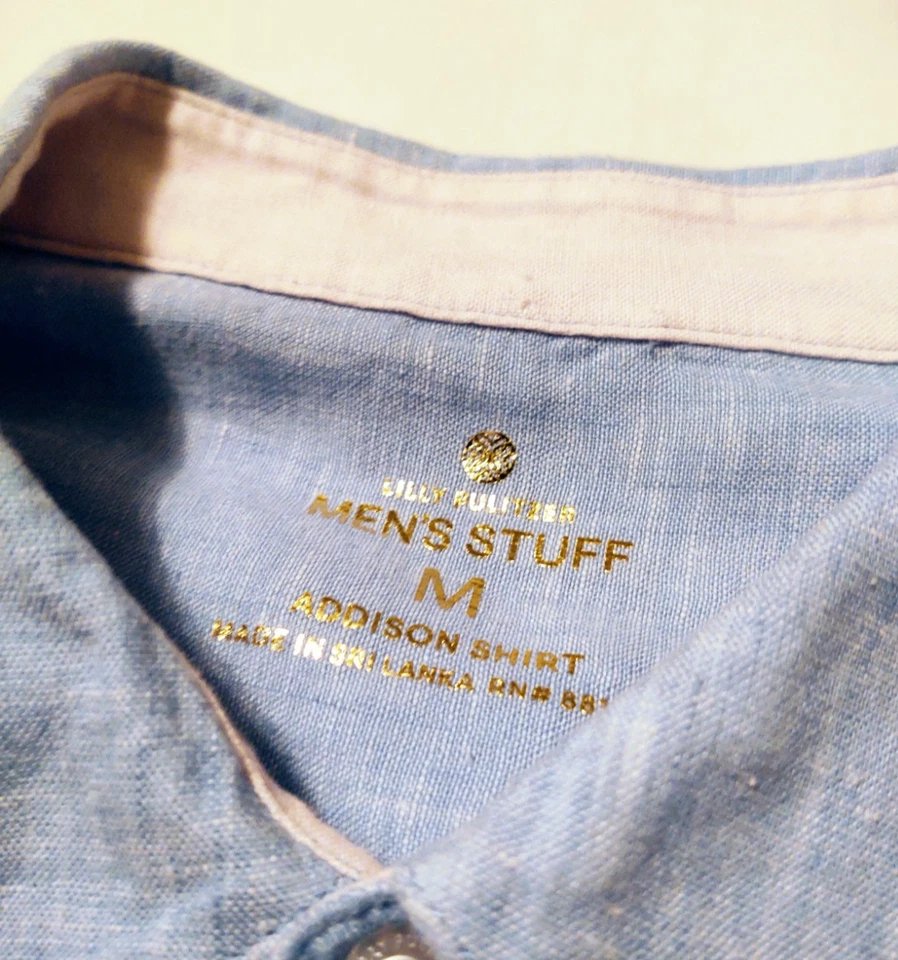 LILLY PULITZER
MEN'S STUFF
M
ADDISON SHIRT
MADE IN SRI LANKA RN#